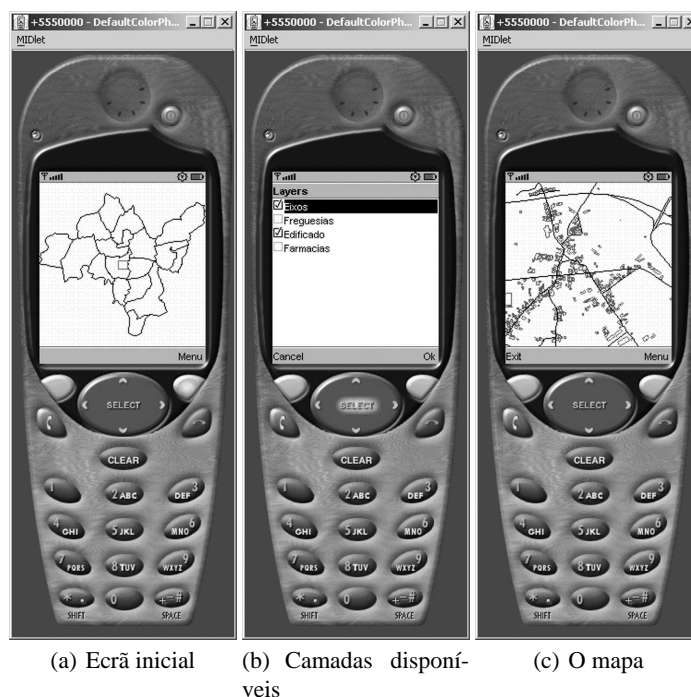 +5550000 - DefaultColorPh...
MIDlet
Menu
SELECT
CLEAR
1
2 ABC
DEF 3
4 GHI
5 JKL
MNO 6
7 PQRS
8 TUV
WXYZ 9
* .
0
+-#
SHIFT
SPACE
(a) Ecrã inicial
+5550000 - DefaultColorPh...
MIDlet
Layers
Eixos
Freguesias
Edificado
Farmacias
Cancel
Ok
SELECT
CLEAR
1
2 ABC
DEF 3
4 GHI
5 JKL
MNO 6
7 PQRS
8 TUV
WXYZ 9
* .
0
+-#
SHIFT
SPACE
(b) Camadas disponí-
veis
+5550000 - DefaultColorPh...
MIDlet
Exit
Menu
SELECT
CLEAR
1
2 ABC
DEF 3
4 GHI
5 JKL
MNO 6
7 PQRS
8 TUV
WXYZ 9
* .
0
+-#
SHIFT
SPACE
(c) O mapa